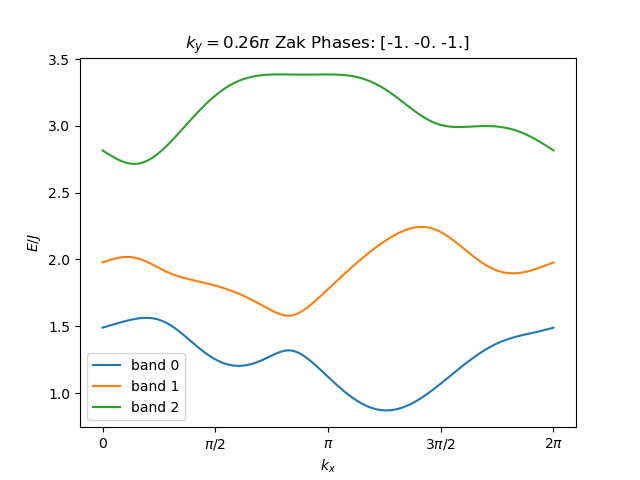 k_y = 0.26π Zak Phases: [-1. -0. -1.]
3.5
3.0
2.5
2.0
1.5
1.0
E/J
band 0
band 1
band 2
0
π/2
π
3π/2
2π
k_x